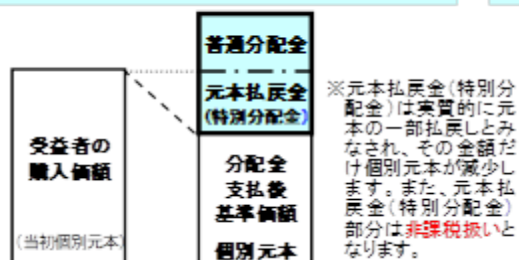 普通分配金
元本払戻金
(特別分配金)
受益者の
購入価額
(当初個別元本)
分配金
支払後
基準価額
個別元本
※元本払戻金(特別分
配金)は実質的に元
本の一部払戻しとみ
なされ、その金額だ
け個別元本が減少し
ます。また、元本払
戻金(特別分配金)
部分は非課税扱いと
なります。